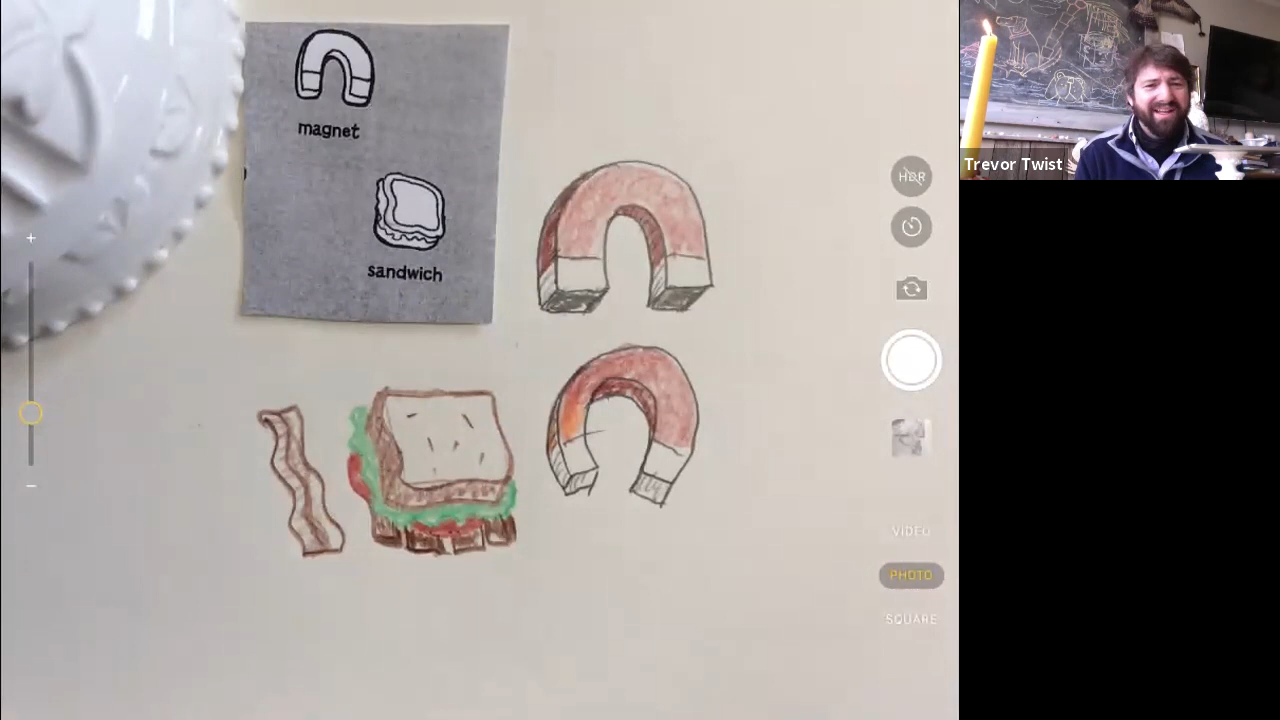 magnet
sandwich
HDR
VIDEO
PHOTO
SQUARE
Trevor Twist